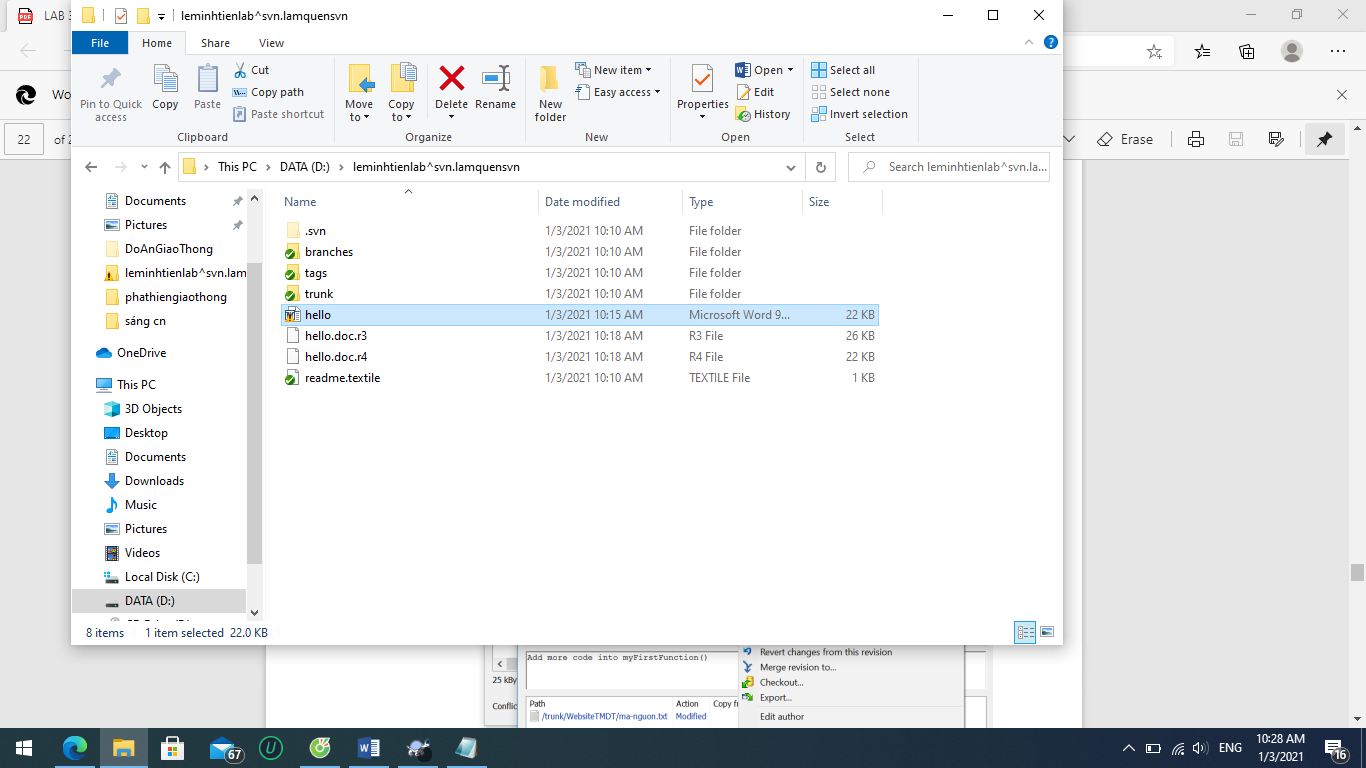 LAB 3
leminhtienlab^svn.lamquensvn
File Home Share View
Pin to Quick access
Copy
Paste
Cut
Copy path
Paste shortcut
Clipboard
Move to
Copy to
Delete
Rename
Organize
New folder
New item
Easy access
New
Properties
Open
Edit
History
Open
Select all
Select none
Invert selection
Select
Wo
22 of 2
Erase
This PC > DATA (D:) > leminhtienlab^svn.lamquensvn
Search leminhtienlab^svn.la...
Documents
Pictures
DoAnGiaoThong
leminhtienlab^svn.lam
phathiengiaothong
sáng cn
OneDrive
This PC
3D Objects
Desktop
Documents
Downloads
Music
Pictures
Videos
Local Disk (C:)
DATA (D:)
Name Date modified Type Size
.svn 1/3/2021 10:10 AM File folder
branches 1/3/2021 10:10 AM File folder
tags 1/3/2021 10:10 AM File folder
trunk 1/3/2021 10:10 AM File folder
hello 1/3/2021 10:15 AM Microsoft Word 9... 22 KB
hello.doc.r3 1/3/2021 10:18 AM R3 File 26 KB
hello.doc.r4 1/3/2021 10:18 AM R4 File 22 KB
readme.textile 1/3/2021 10:10 AM TEXTILE File 1 KB
8 items 1 item selected 22.0 KB
25 kBy
Conflic
Add more code into myFirstFunction()
Path Action Copy fr
/trunk/WebsiteTMDT/ma-nguon.txt Modified
Revert changes from this revision
Merge revision to...
Checkout...
Export...
Edit author
67
ENG
10:28 AM
1/3/2021
16